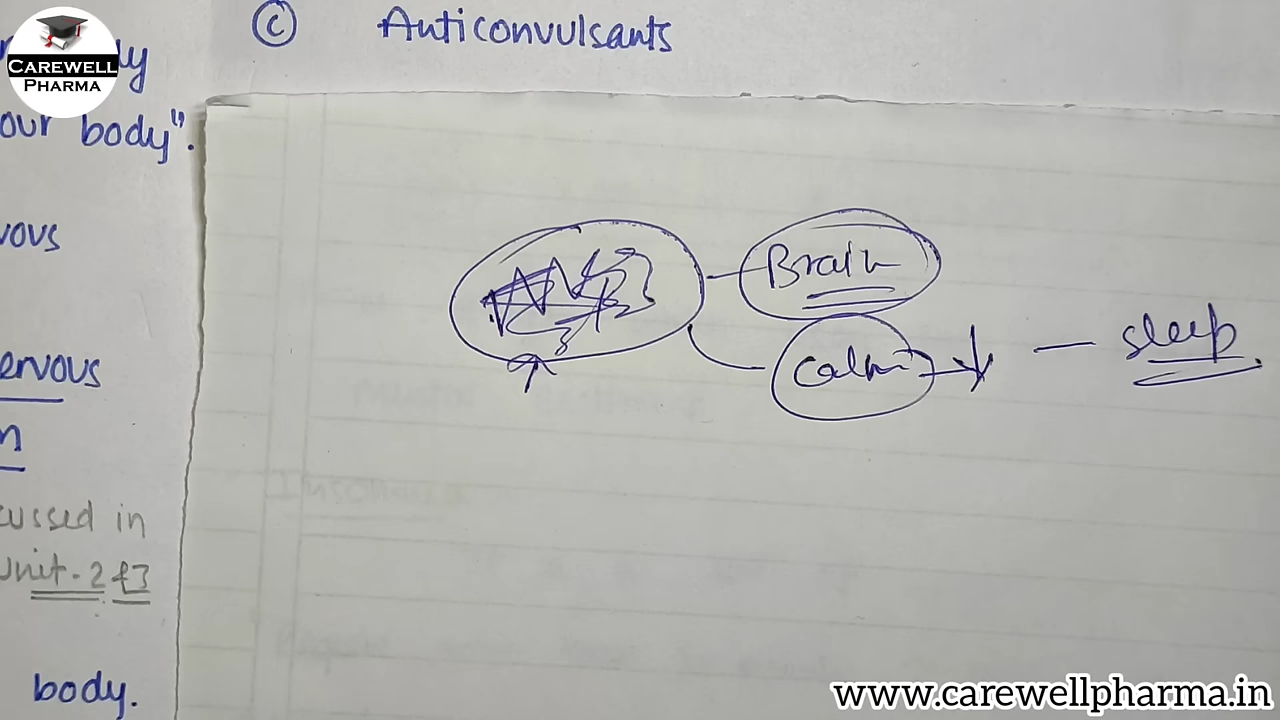 © Anticonvulsants
CAREWELL
PHARMA
dy
our body".
Brain
vous
calm
sleep
ervous
cussed in
unit-2 &3
body.
www.carewellpharma.in